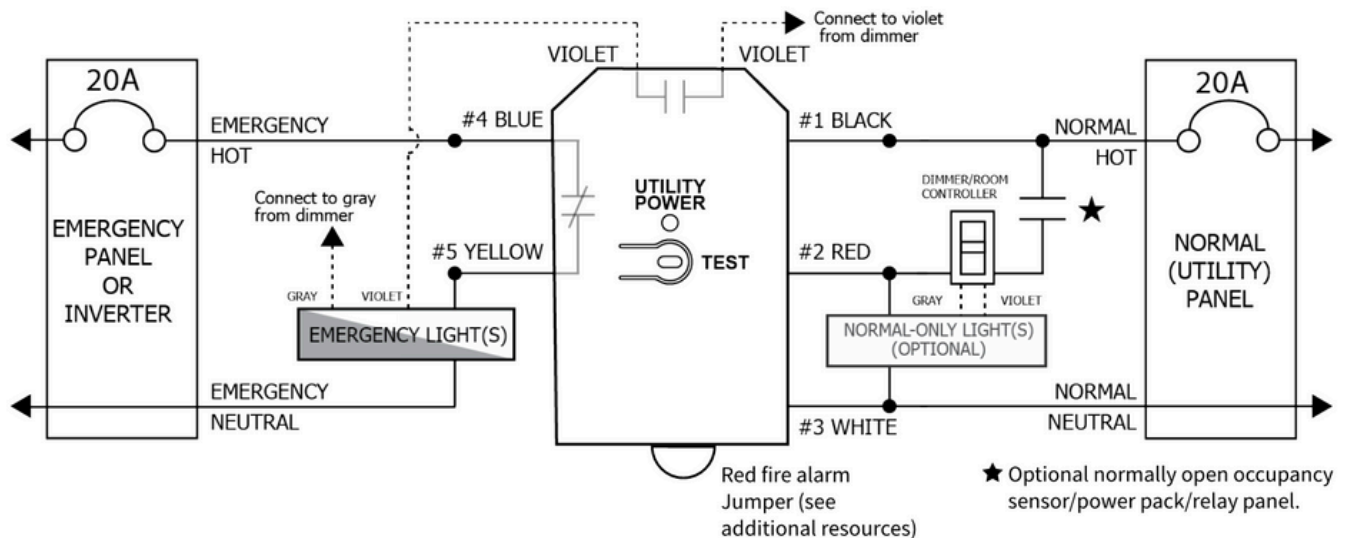 Connect to violet
from dimmer
VIOLET
VIOLET
20A
20A
#4 BLUE
#1 BLACK
EMERGENCY
HOT
NORMAL
HOT
Connect to gray
from dimmer
DIMMER/ROOM
CONTROLLER
UTILITY
POWER
TEST
★
EMERGENCY
PANEL
OR
INVERTER
#5 YELLOW
#2 RED
NORMAL
(UTILITY)
PANEL
GRAY
VIOLET
GRAY
VIOLET
EMERGENCY LIGHT(S)
NORMAL-ONLY LIGHT(S)
(OPTIONAL)
EMERGENCY
NEUTRAL
NORMAL
NEUTRAL
#3 WHITE
Red fire alarm
Jumper (see
additional resources)
★ Optional normally open occupancy
sensor/power pack/relay panel.